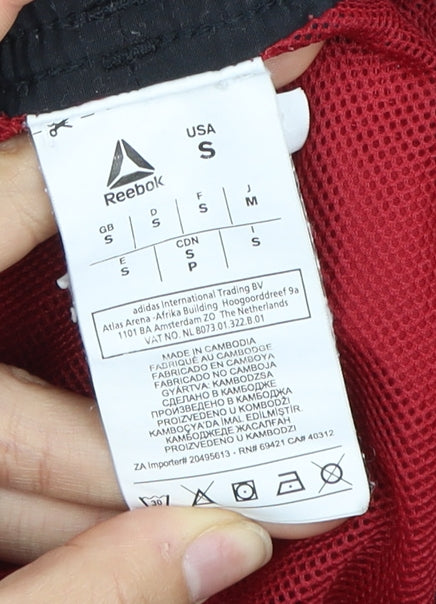 USA
S
Reebok
GB
S
D
S
F
S
J
M
E
S
CDN
S
P
I
S
adidas International Trading BV
Atlas Arena -Afrika Building Hoogoorddreef 9a
1101 BA Amsterdam ZO The Netherlands
VAT NO. NL 8073.01.322.B.01
MADE IN CAMBODIA
FABRIQUÉ AU CAMBODGE
FABRICADO EN CAMBOYA
FABRICADO NO CAMBOJA
GYÁRTVA: KAMBODZSA
СДЕЛАНО В КАМБОДЖЕ
ПРОИЗВЕДЕНО В КАМБОДЖА
PROIZVEDENO U KOMBODŽI
KAMBOÇYA'DA İMAL EDİLMİŞTİR.
КАМБОДЖЕДЕ ЖАСАЛҒАН
PROIZVEDENO U KAMBODZI
ZA Importer# 20495613 - RN# 69421 CA# 40312
30